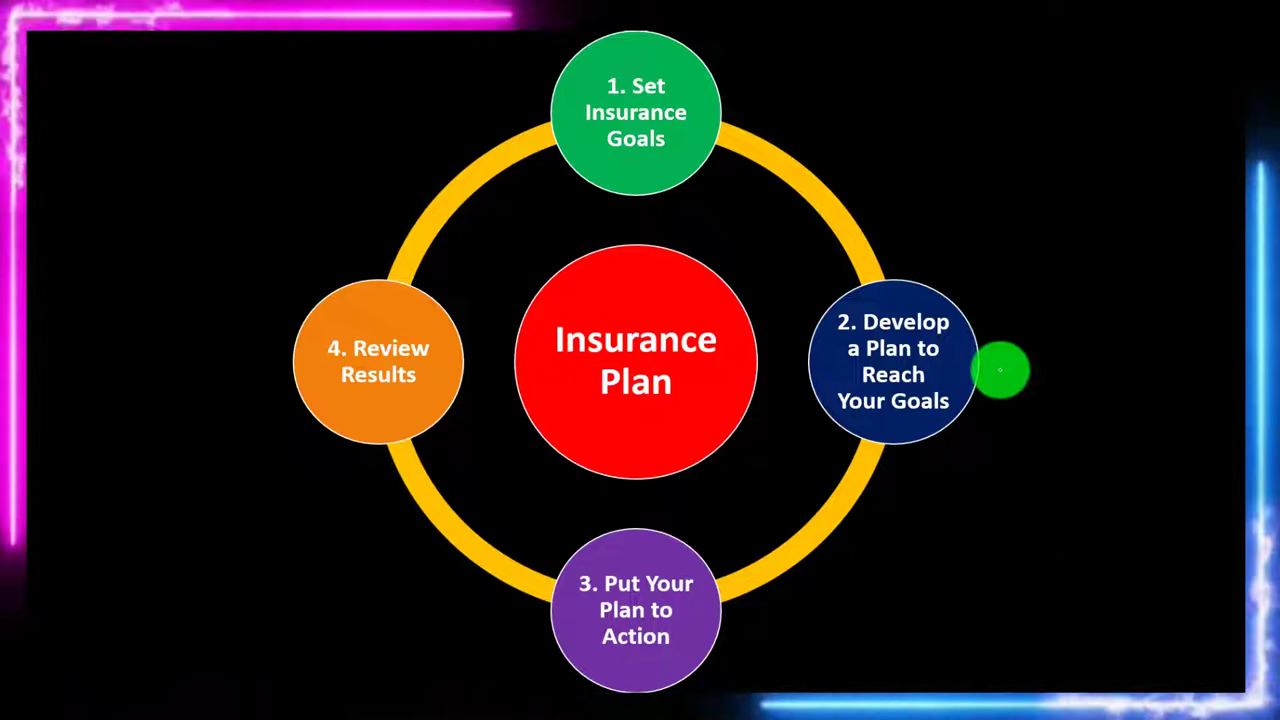 1. Set
Insurance
Goals
2. Develop
a Plan to
Reach
Your Goals
Insurance
Plan
4. Review
Results
3. Put Your
Plan to
Action